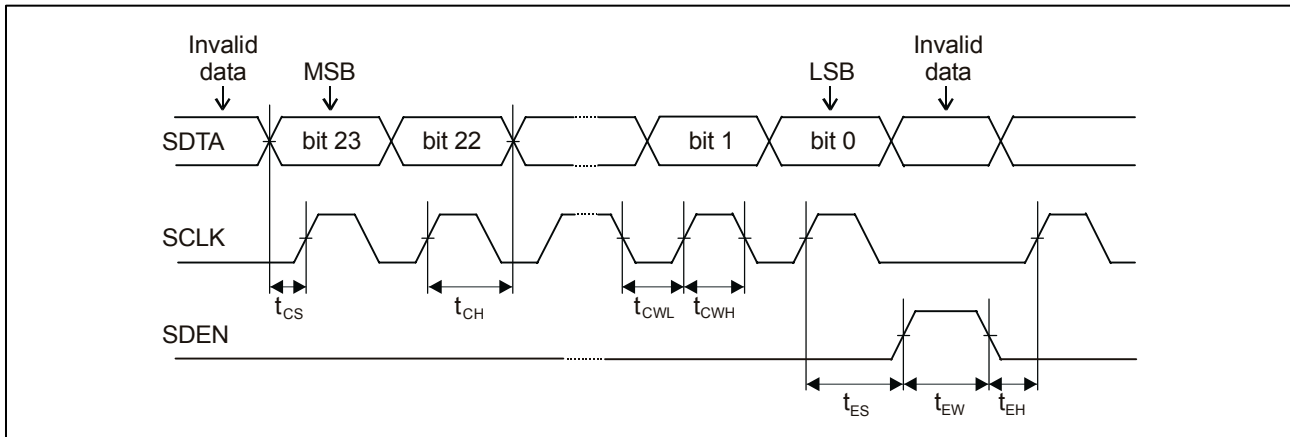 Invalid
data
MSB
LSB
Invalid
data
SDTA
bit 23
bit 22
bit 1
bit 0
SCLK
tCS
tCH
tCWL
tCWH
SDEN
tES
tEW
tEH